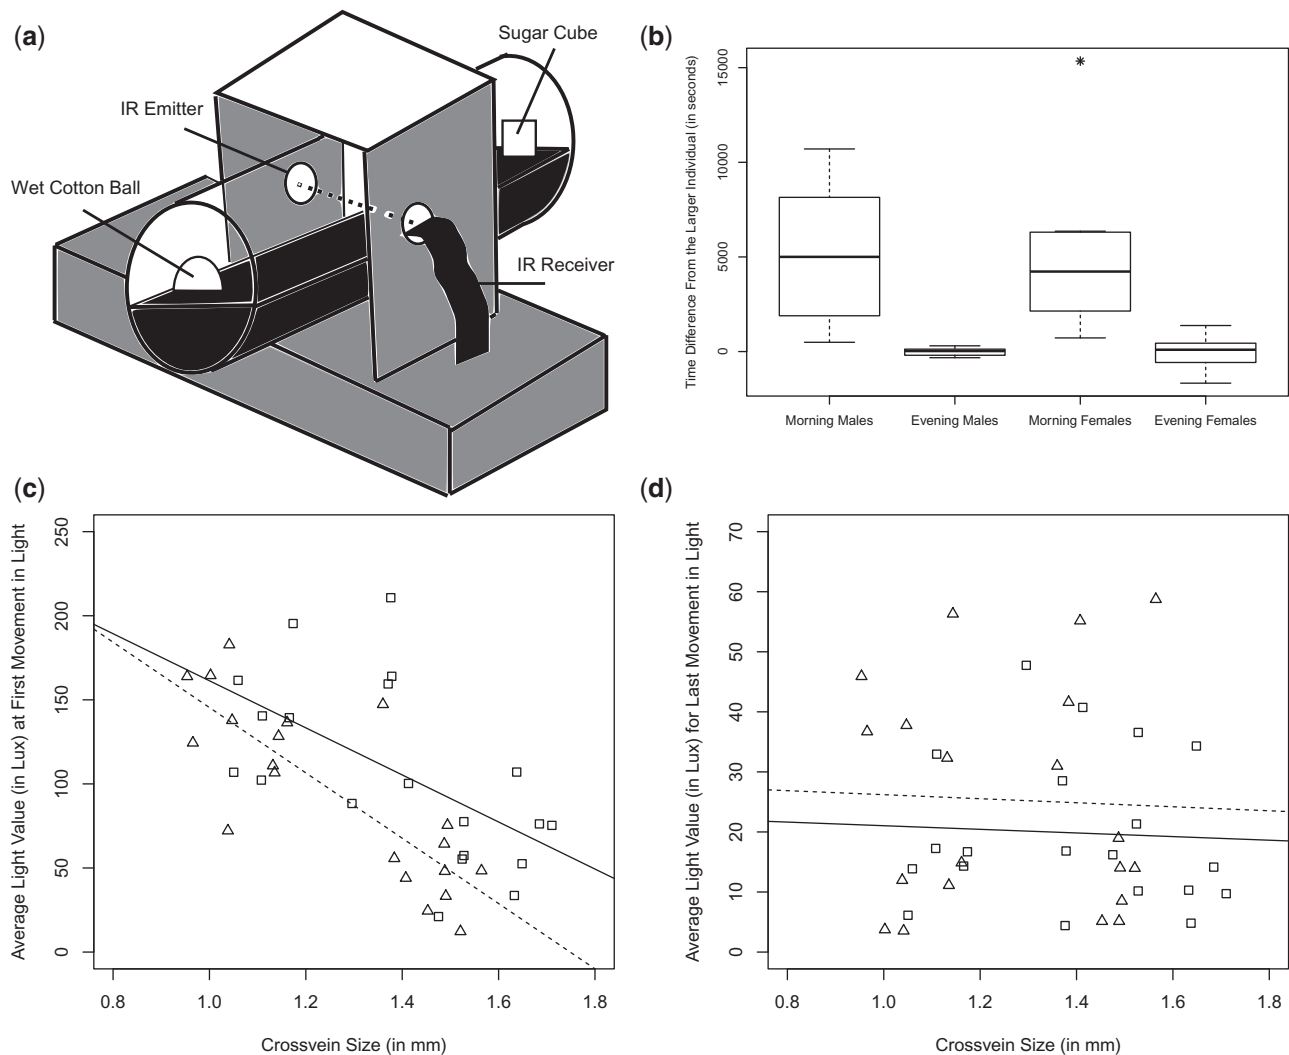 (a)
Sugar Cube
IR Emitter
Wet Cotton Ball
IR Receiver
(b)
Time Difference From the Larger Individual (in seconds)
15000
10000
5000
0
*
Morning Males
Evening Males
Morning Females
Evening Females
(c)
Average Light Value (in Lux) at First Movement in Light
250
200
150
100
50
0
0.8
1.0
1.2
1.4
1.6
1.8
Crossvein Size (in mm)
(d)
Average Light Value (in Lux) for Last Movement in Light
70
60
50
40
30
20
10
0
0.8
1.0
1.2
1.4
1.6
1.8
Crossvein Size (in mm)